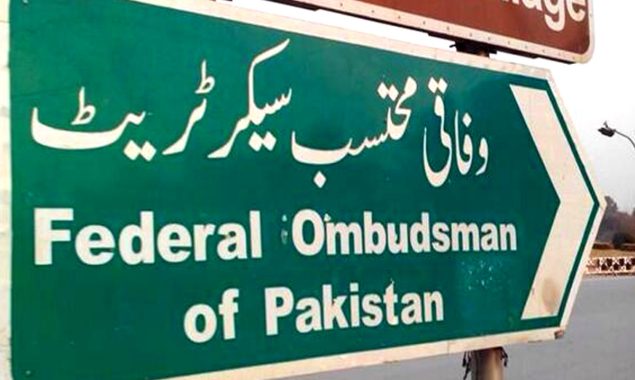 وفاقی محتسب سیکرٹریٹ
Federal Ombudsman
of Pakistan